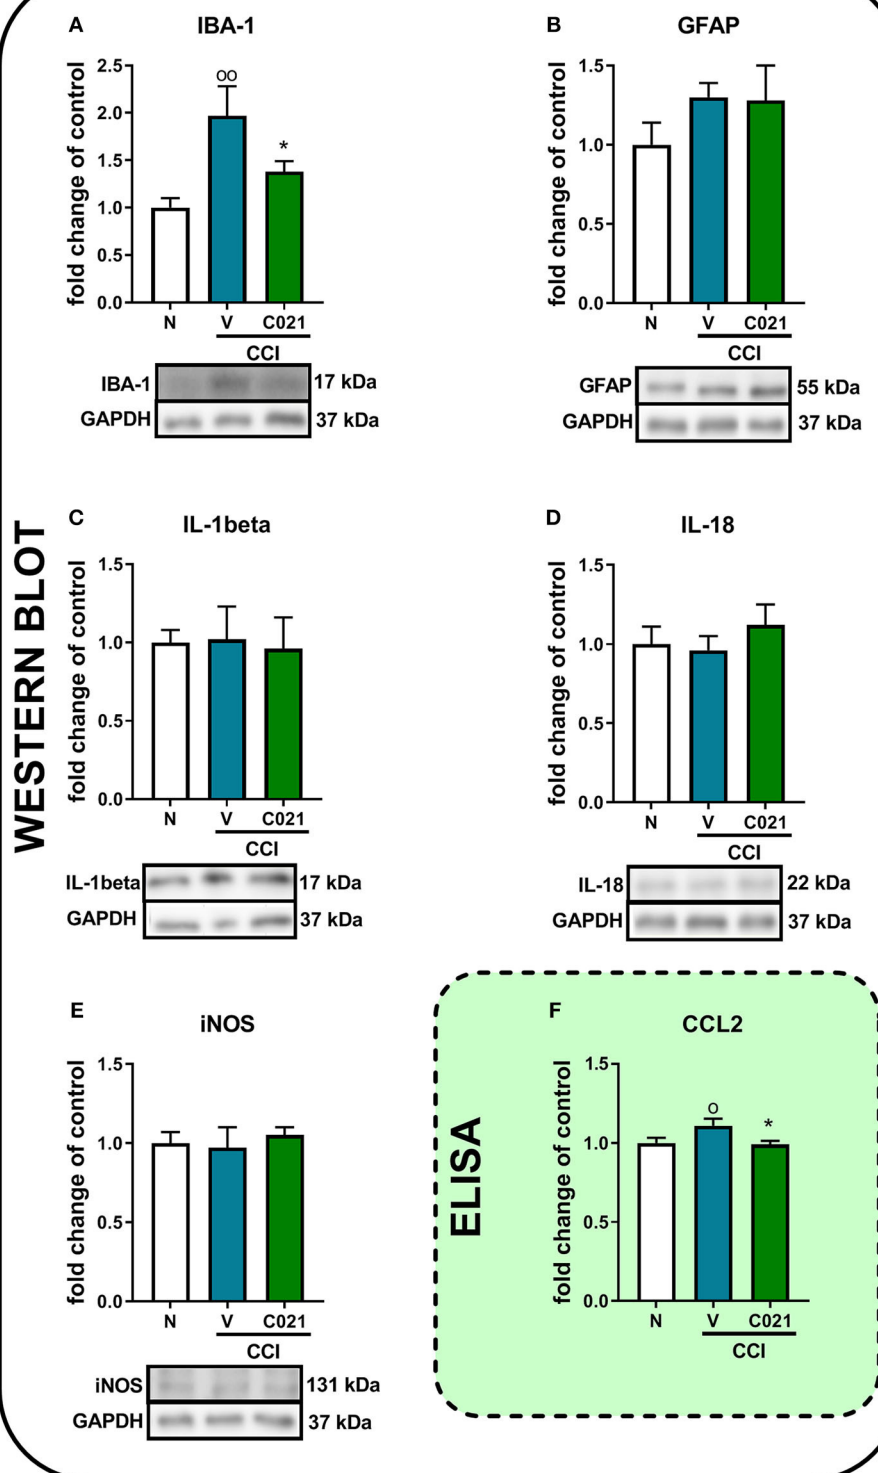 WESTERN BLOT
A
IBA-1
fold change of control
2.5
2.0
1.5
1.0
0.5
0.0
oo
*
N V C021
CCI
IBA-1 17 kDa
GAPDH 37 kDa
B
GFAP
fold change of control
1.5
1.0
0.5
0.0
N V C021
CCI
GFAP 55 kDa
GAPDH 37 kDa
C
IL-1beta
fold change of control
1.5
1.0
0.5
0.0
N V C021
CCI
IL-1beta 17 kDa
GAPDH 37 kDa
D
IL-18
fold change of control
1.5
1.0
0.5
0.0
N V C021
CCI
IL-18 22 kDa
GAPDH 37 kDa
E
iNOS
fold change of control
1.5
1.0
0.5
0.0
N V C021
CCI
iNOS 131 kDa
GAPDH 37 kDa
ELISA
F
CCL2
fold change of control
1.5
1.0
0.5
0.0
o
*
N V C021
CCI